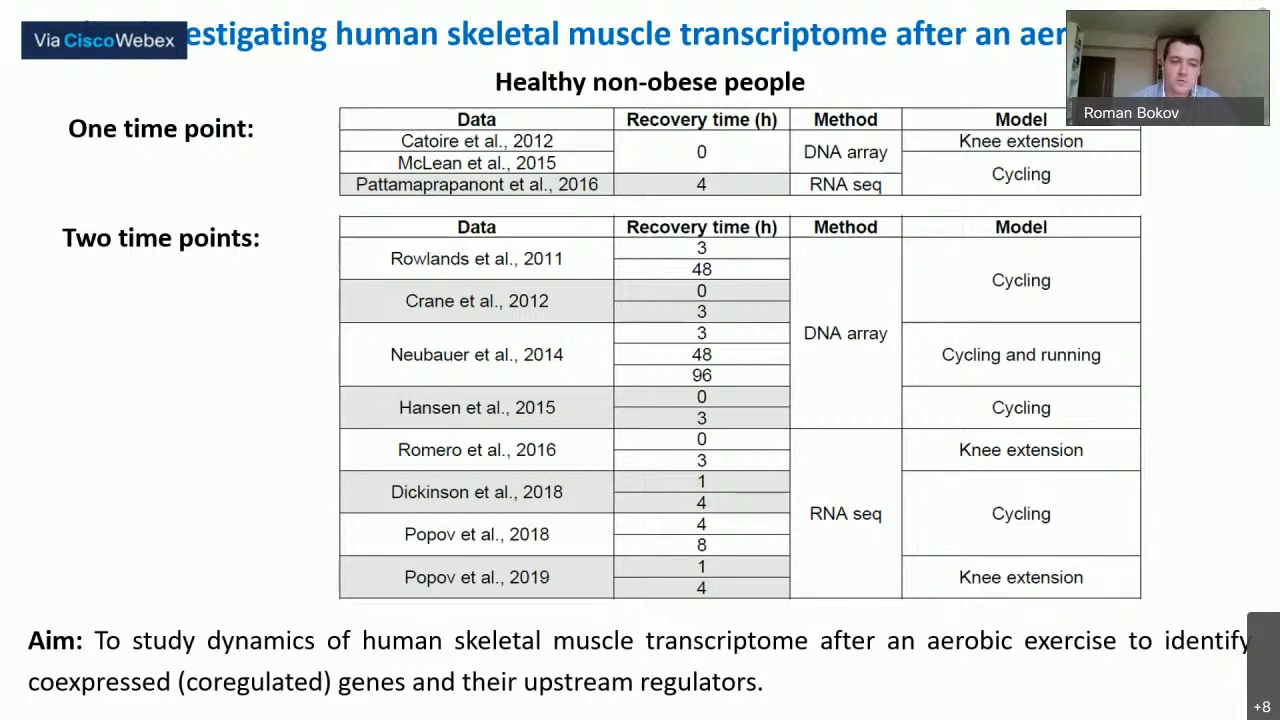 Via Cisco Webex
estigating human skeletal muscle transcriptome after an aer
Healthy non-obese people
Roman Bokov
One time point:
Data Recovery time (h) Method Model
Catoire et al., 2012 0 DNA array Knee extension
McLean et al., 2015 Cycling
Pattamaprapanont et al., 2016 4 RNA seq
Two time points:
Data Recovery time (h) Method Model
Rowlands et al., 2011 3 DNA array Cycling
48
Crane et al., 2012 0
3
Neubauer et al., 2014 3 Cycling and running
48
96
Hansen et al., 2015 0 Cycling
3
Romero et al., 2016 0 RNA seq Knee extension
3
Dickinson et al., 2018 1 Cycling
4
Popov et al., 2018 4
8
Popov et al., 2019 1 Knee extension
4
Aim: To study dynamics of human skeletal muscle transcriptome after an aerobic exercise to identify
coexpressed (coregulated) genes and their upstream regulators.
+8